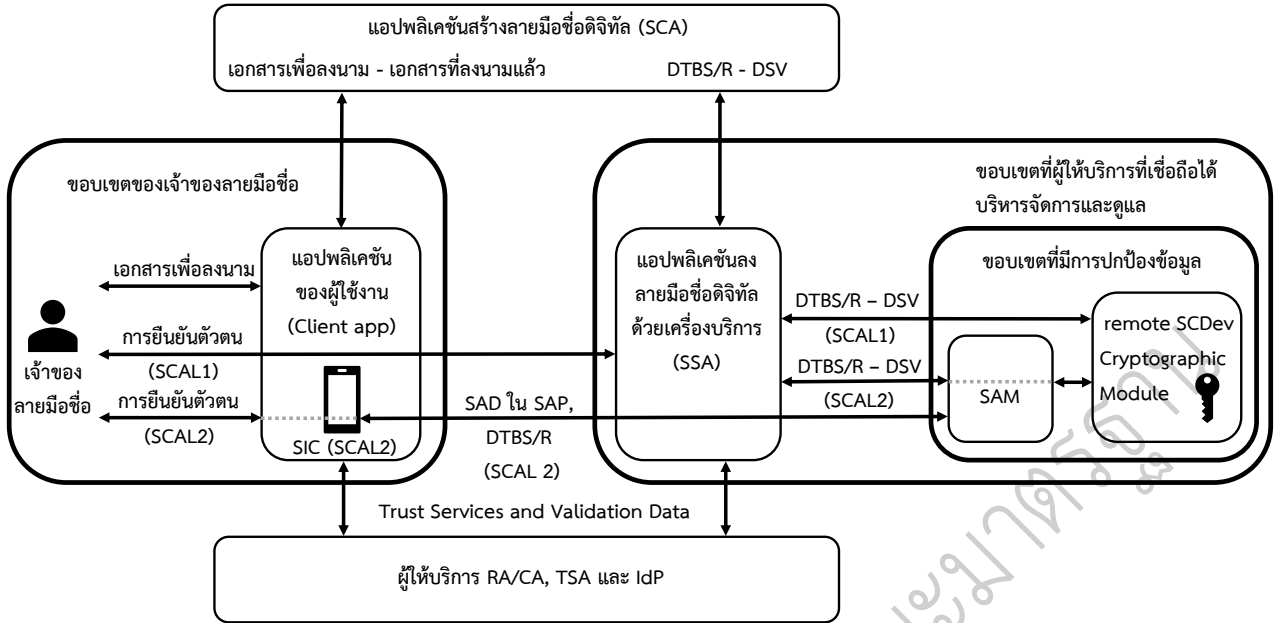 แอปพลิเคชันสร้างลายมือชื่อดิจิทัล (SCA)
เอกสารเพื่อลงนาม - เอกสารที่ลงนามแล้ว
DTBS/R - DSV
ขอบเขตของเจ้าของลายมือชื่อ
เอกสารเพื่อลงนาม
การยืนยันตัวตน
(SCAL1)
การยืนยันตัวตน
(SCAL2)
เจ้าของ
ลายมือชื่อ
แอปพลิเคชัน
ของผู้ใช้งาน
(Client app)
SIC (SCAL2)
SAD ใน SAP,
DTBS/R
(SCAL 2)
ขอบเขตที่ผู้ให้บริการที่เชื่อถือได้
บริหารจัดการและดูแล
แอปพลิเคชันลง
ลายมือชื่อดิจิทัล
ด้วยเครื่องบริการ
(SSA)
DTBS/R – DSV
(SCAL1)
DTBS/R – DSV
(SCAL2)
ขอบเขตที่มีการปกป้องข้อมูล
SAM
remote SCDev
Cryptographic
Module
Trust Services and Validation Data
ผู้ให้บริการ RA/CA, TSA และ IdP